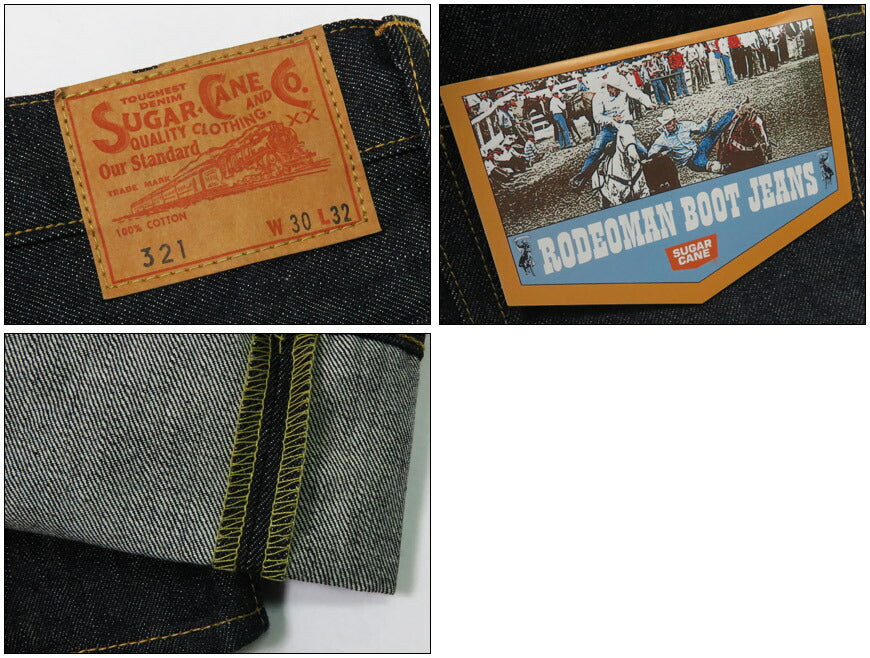 TOUGHEST
DENIM
SUGAR CANE AND CO.
QUALITY CLOTHING.
Our Standard XX
TRADE MARK
100% COTTON
321 W 30 L 32
RODEOMAN BOOT JEANS
SUGAR
CANE